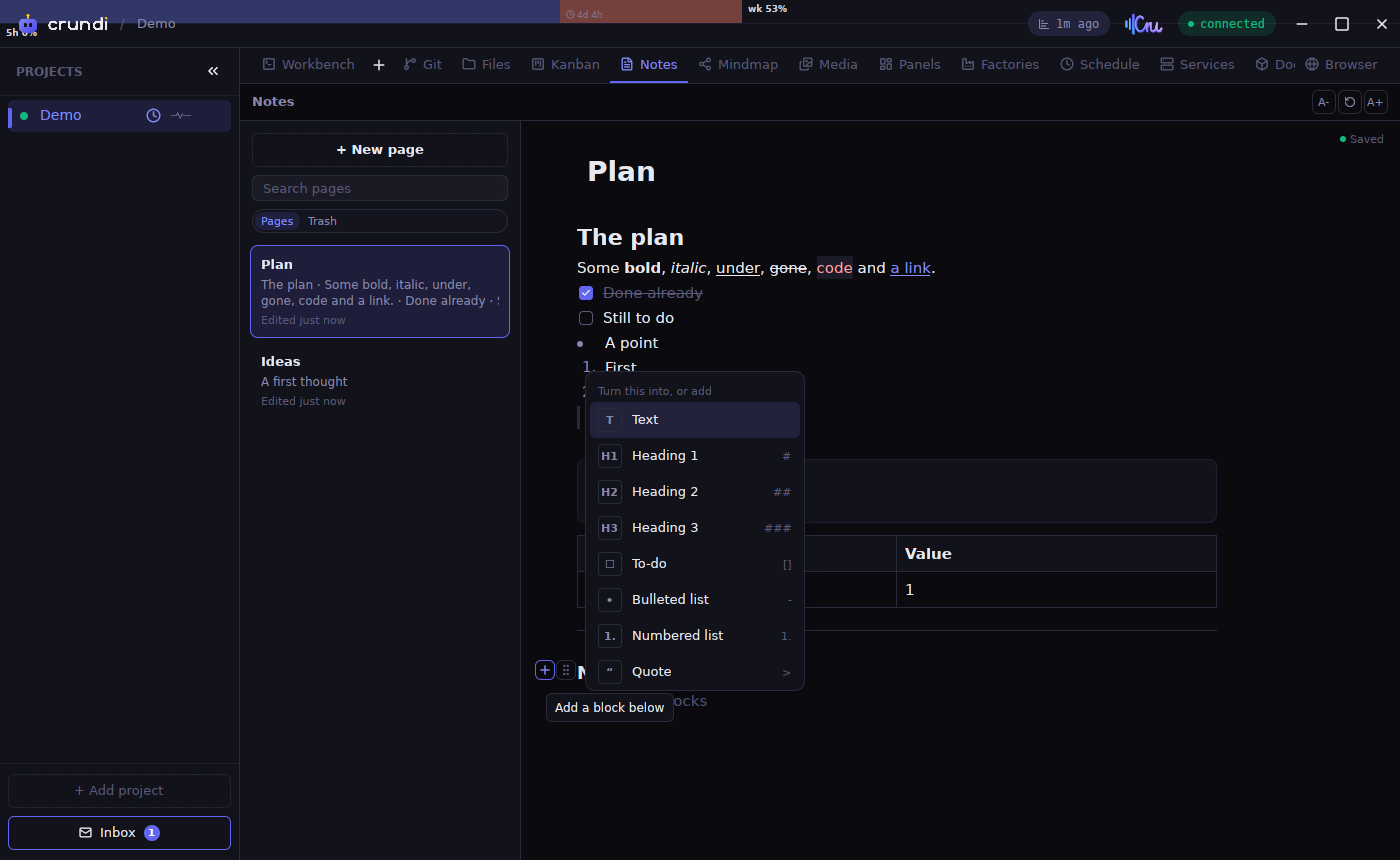 4d 4h
wk 53%
5h 0%
crundi / Demo
1m ago
connected
PROJECTS
Workbench
Git
Files
Kanban
Notes
Mindmap
Media
Panels
Factories
Schedule
Services
Browser
Demo
Notes
A-
A+
+ New page
Search pages
Pages
Trash
Plan
The plan · Some bold, italic, under,
gone, code and a link. · Done already ·
Edited just now
Ideas
A first thought
Edited just now
Saved
Plan
The plan
Some bold, italic, under, gone, code and a link.
Done already
Still to do
A point
1. First
Turn this into, or add
T Text
H1 Heading 1 #
H2 Heading 2 ##
H3 Heading 3 ###
To-do []
Bulleted list -
1. Numbered list 1.
“ Quote >
Value
1
Add a block below
+ Add project
Inbox 1